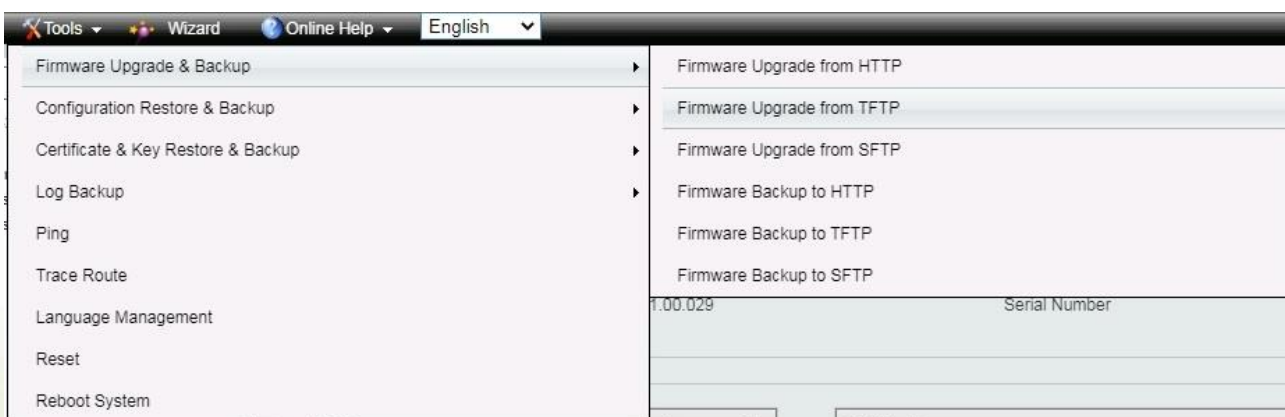 Tools Wizard Online Help English
Firmware Upgrade & Backup
Configuration Restore & Backup
Certificate & Key Restore & Backup
Log Backup
Ping
Trace Route
Language Management
Reset
Reboot System
Firmware Upgrade from HTTP
Firmware Upgrade from TFTP
Firmware Upgrade from SFTP
Firmware Backup to HTTP
Firmware Backup to TFTP
Firmware Backup to SFTP
1.00.029 Serial Number